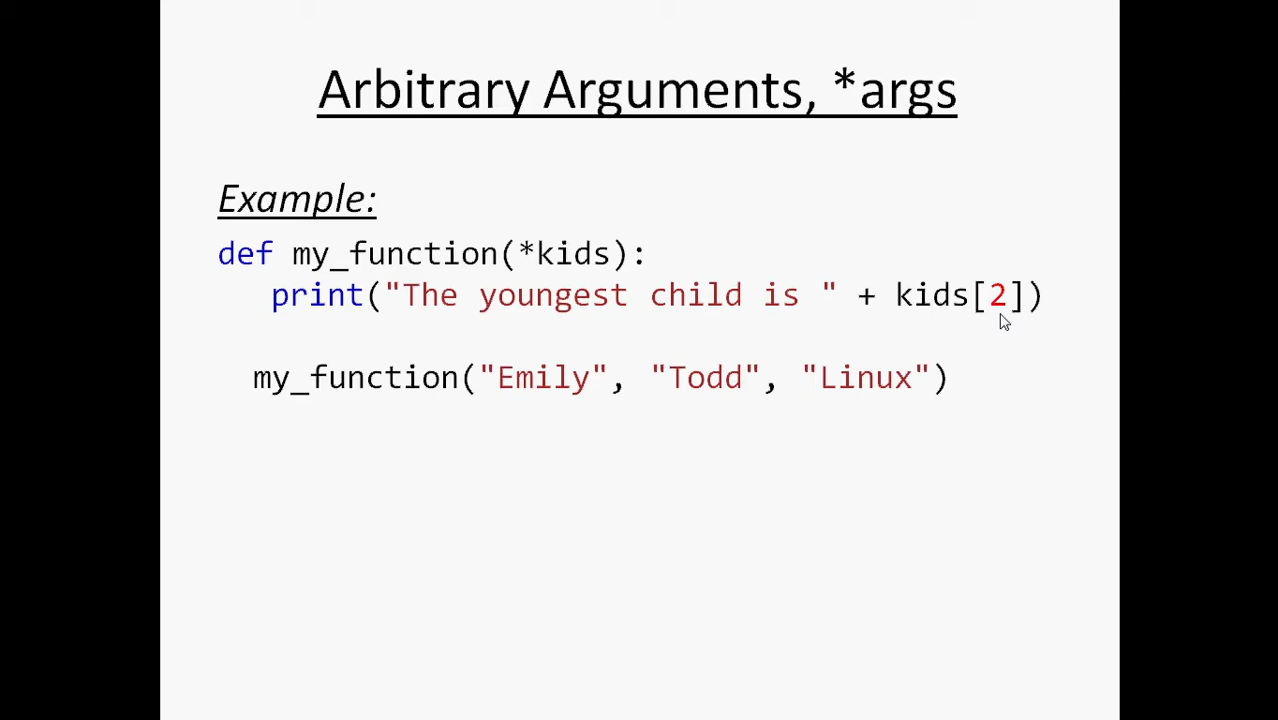 Arbitrary Arguments, *args
Example:
def my_function(*kids):
print("The youngest child is " + kids[2])
my_function("Emily", "Todd", "Linux")